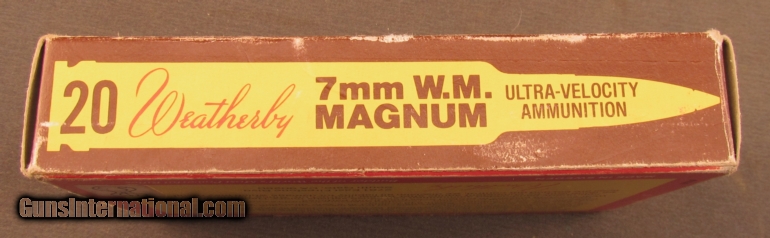 20 Weatherby 7mm W.M. MAGNUM ULTRA-VELOCITY AMMUNITION
GunsInternational.com